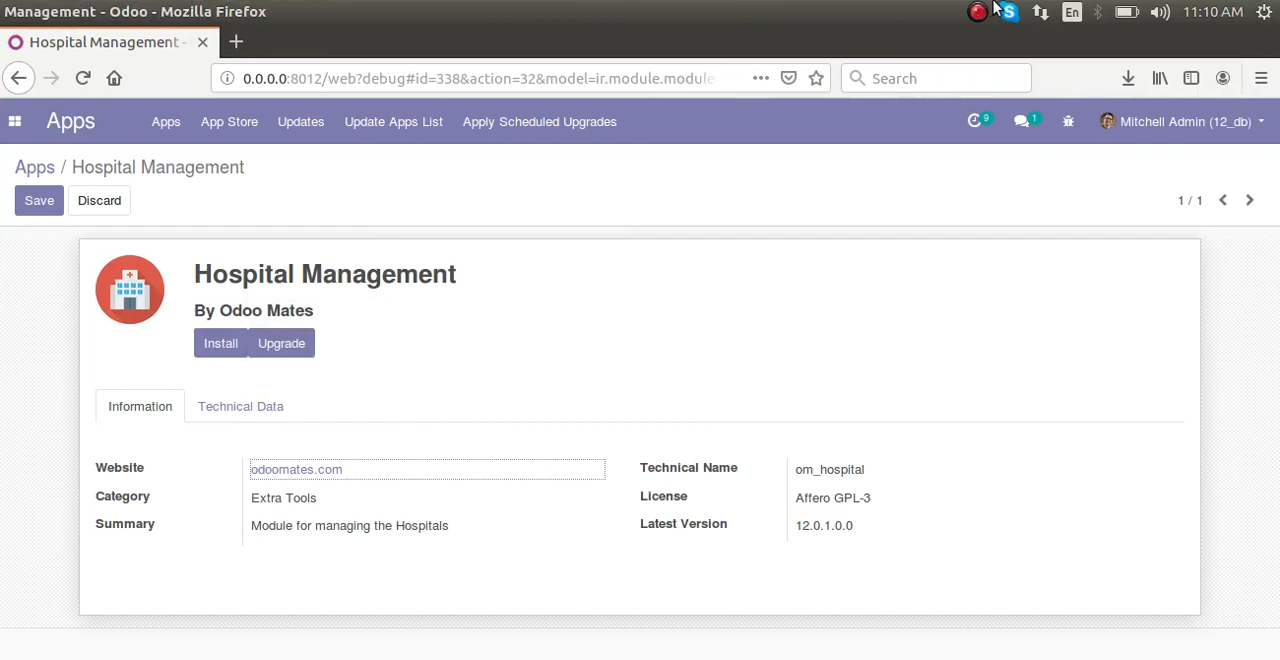 Management - Odoo - Mozilla Firefox
En
11:10 AM
Hospital Management -
0.0.0.0:8012/web?debug#id=338&action=32&model=ir.module.module
Search
Apps
Apps
App Store
Updates
Update Apps List
Apply Scheduled Upgrades
9
1
Mitchell Admin (12_db)
Apps / Hospital Management
Save
Discard
1 / 1
Hospital Management
By Odoo Mates
Install
Upgrade
Information
Technical Data
Website
odoomates.com
Technical Name
om_hospital
Category
Extra Tools
License
Affero GPL-3
Summary
Module for managing the Hospitals
Latest Version
12.0.1.0.0